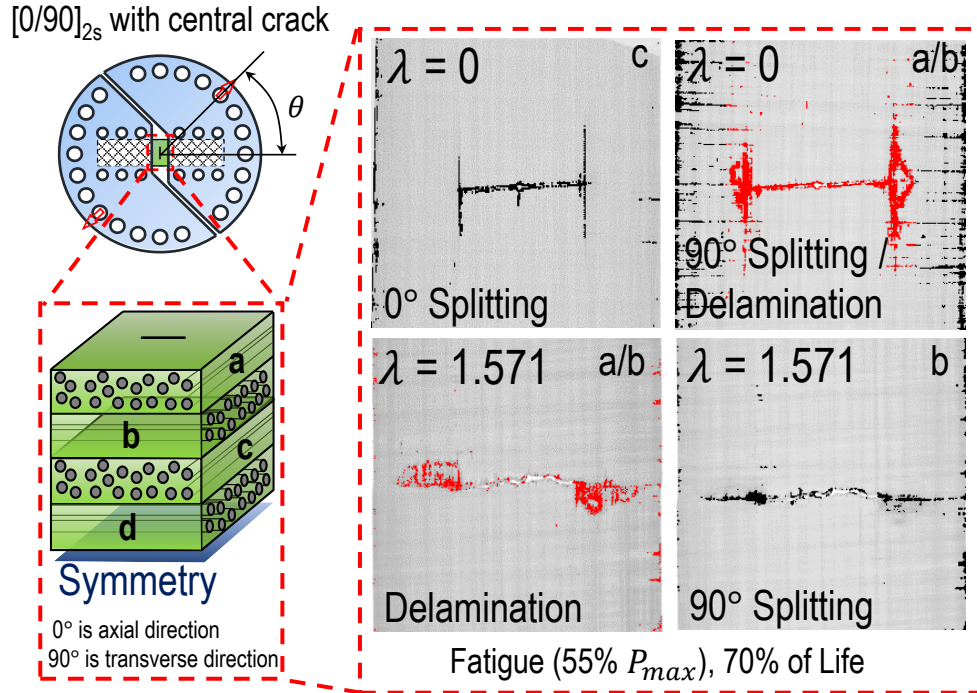 [0/90]₂ₛ with central crack
θ
a
b
c
d
Symmetry
0° is axial direction
90° is transverse direction
λ = 0
c
0° Splitting
λ = 0
a/b
90° Splitting /
Delamination
λ = 1.571
a/b
Delamination
λ = 1.571
b
90° Splitting
Fatigue (55% P_max), 70% of Life